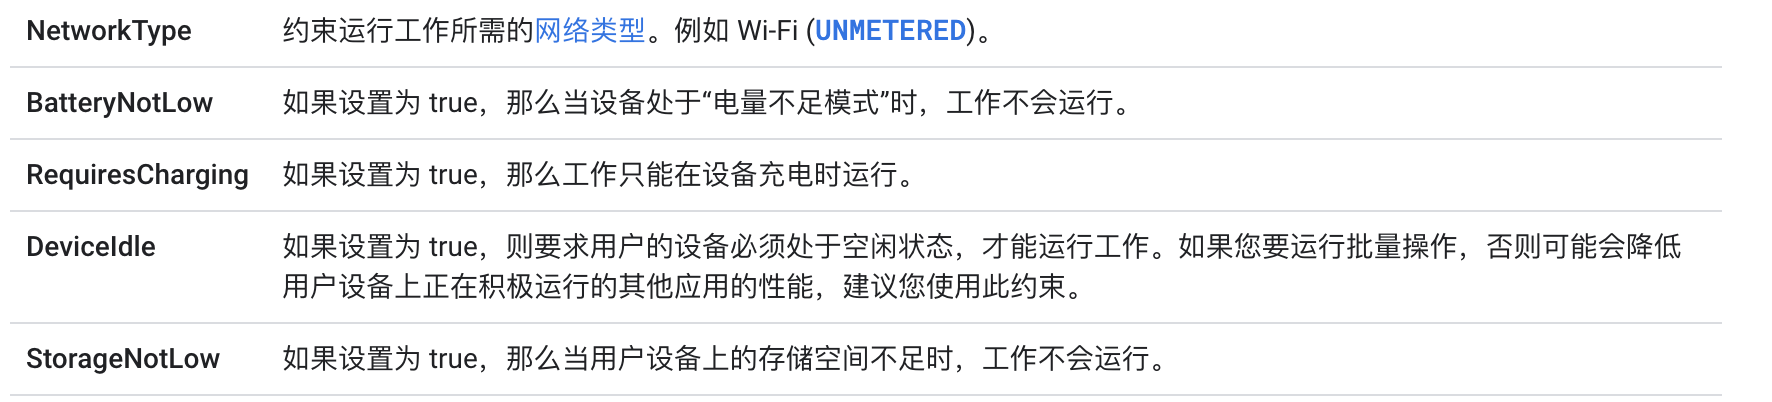 NetworkType 约束运行工作所需的网络类型。例如 Wi-Fi (UNMETERED)。
BatteryNotLow 如果设置为 true，那么当设备处于“电量不足模式”时，工作不会运行。
RequiresCharging 如果设置为 true，那么工作只能在设备充电时运行。
DeviceIdle 如果设置为 true，则要求用户的设备必须处于空闲状态，才能运行工作。如果您要运行批量操作，否则可能会降低
用户设备上正在积极运行的其他应用的性能，建议您使用此约束。
StorageNotLow 如果设置为 true，那么当用户设备上的存储空间不足时，工作不会运行。